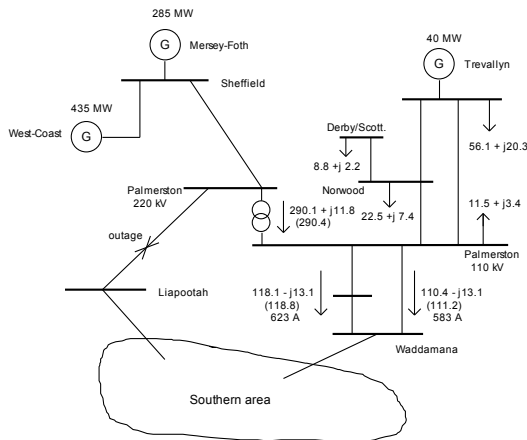 285 MW
G
Mersey-Foth
40 MW
G
Trevallyn
Sheffield
435 MW
West-Coast
G
Derby/Scott.
8.8 +j 2.2
56.1 + j20.3
Norwood
Palmerston
220 kV
290.1 + j11.8
(290.4)
22.5 + j 7.4
11.5 + j3.4
outage
Palmerston
110 kV
Liapootah
118.1 - j13.1
(118.8)
623 A
110.4 - j13.1
(111.2)
583 A
Waddamana
Southern area